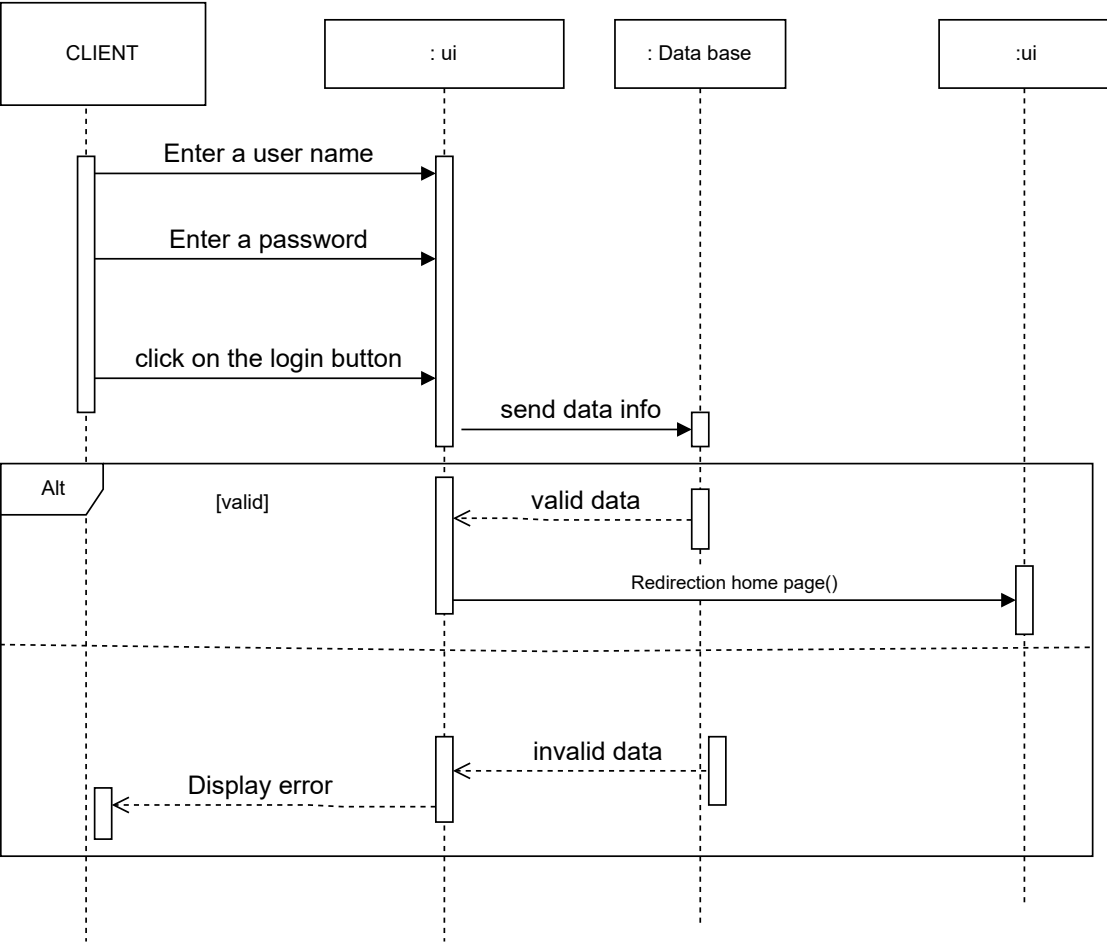 CLIENT
: ui
: Data base
:ui
Enter a user name
Enter a password
click on the login button
send data info
Alt
[valid]
valid data
Redirection home page()
invalid data
Display error